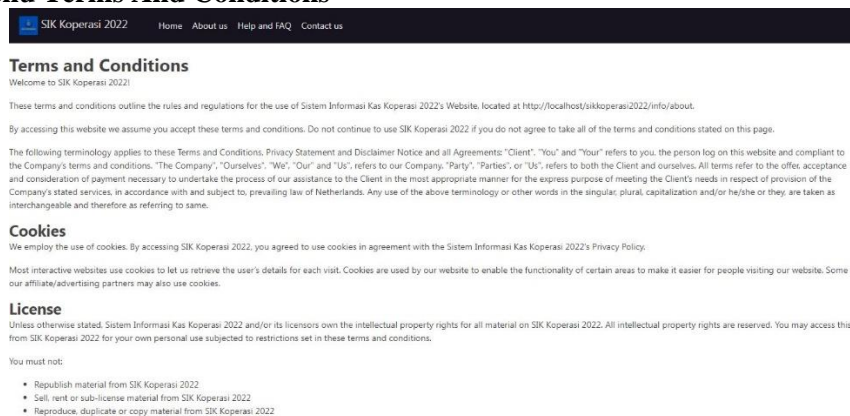 Terms And Conditions
SIK Koperasi 2022 Home About us Help and FAQ Contact us
Terms and Conditions
Welcome to SIK Koperasi 2022!
These terms and conditions outline the rules and regulations for the use of Sistem Informasi Kas Koperasi 2022's Website, located at http://localhost/sikkoperasi2022/info/about.
By accessing this website we assume you accept these terms and conditions. Do not continue to use SIK Koperasi 2022 if you do not agree to take all of the terms and conditions stated on this page.
The following terminology applies to these Terms and Conditions, Privacy Statement and Disclaimer Notice and all Agreements: "Client", "You" and "Your" refers to you, the person log on this website and compliant to
the Company's terms and conditions. "The Company", "Ourselves", "We", "Our" and "Us", refers to our Company. "Party", "Parties", or "Us", refers to both the Client and ourselves. All terms refer to the offer, acceptance
and consideration of payment necessary to undertake the process of our assistance to the Client in the most appropriate manner for the express purpose of meeting the Client's needs in respect of provision of the
Company's stated services, in accordance with and subject to, prevailing law of Netherlands. Any use of the above terminology or other words in the singular, plural, capitalization and/or he/she or they, are taken as
interchangeable and therefore as referring to same.
Cookies
We employ the use of cookies. By accessing SIK Koperasi 2022, you agreed to use cookies in agreement with the Sistem Informasi Kas Koperasi 2022's Privacy Policy.
Most interactive websites use cookies to let us retrieve the user's details for each visit. Cookies are used by our website to enable the functionality of certain areas to make it easier for people visiting our website. Some
our affiliate/advertising partners may also use cookies.
License
Unless otherwise stated, Sistem Informasi Kas Koperasi 2022 and/or its licensors own the intellectual property rights for all material on SIK Koperasi 2022. All intellectual property rights are reserved. You may access this
from SIK Koperasi 2022 for your own personal use subjected to restrictions set in these terms and conditions.
You must not:
• Republish material from SIK Koperasi 2022
• Sell, rent or sub-license material from SIK Koperasi 2022
• Reproduce, duplicate or copy material from SIK Koperasi 2022